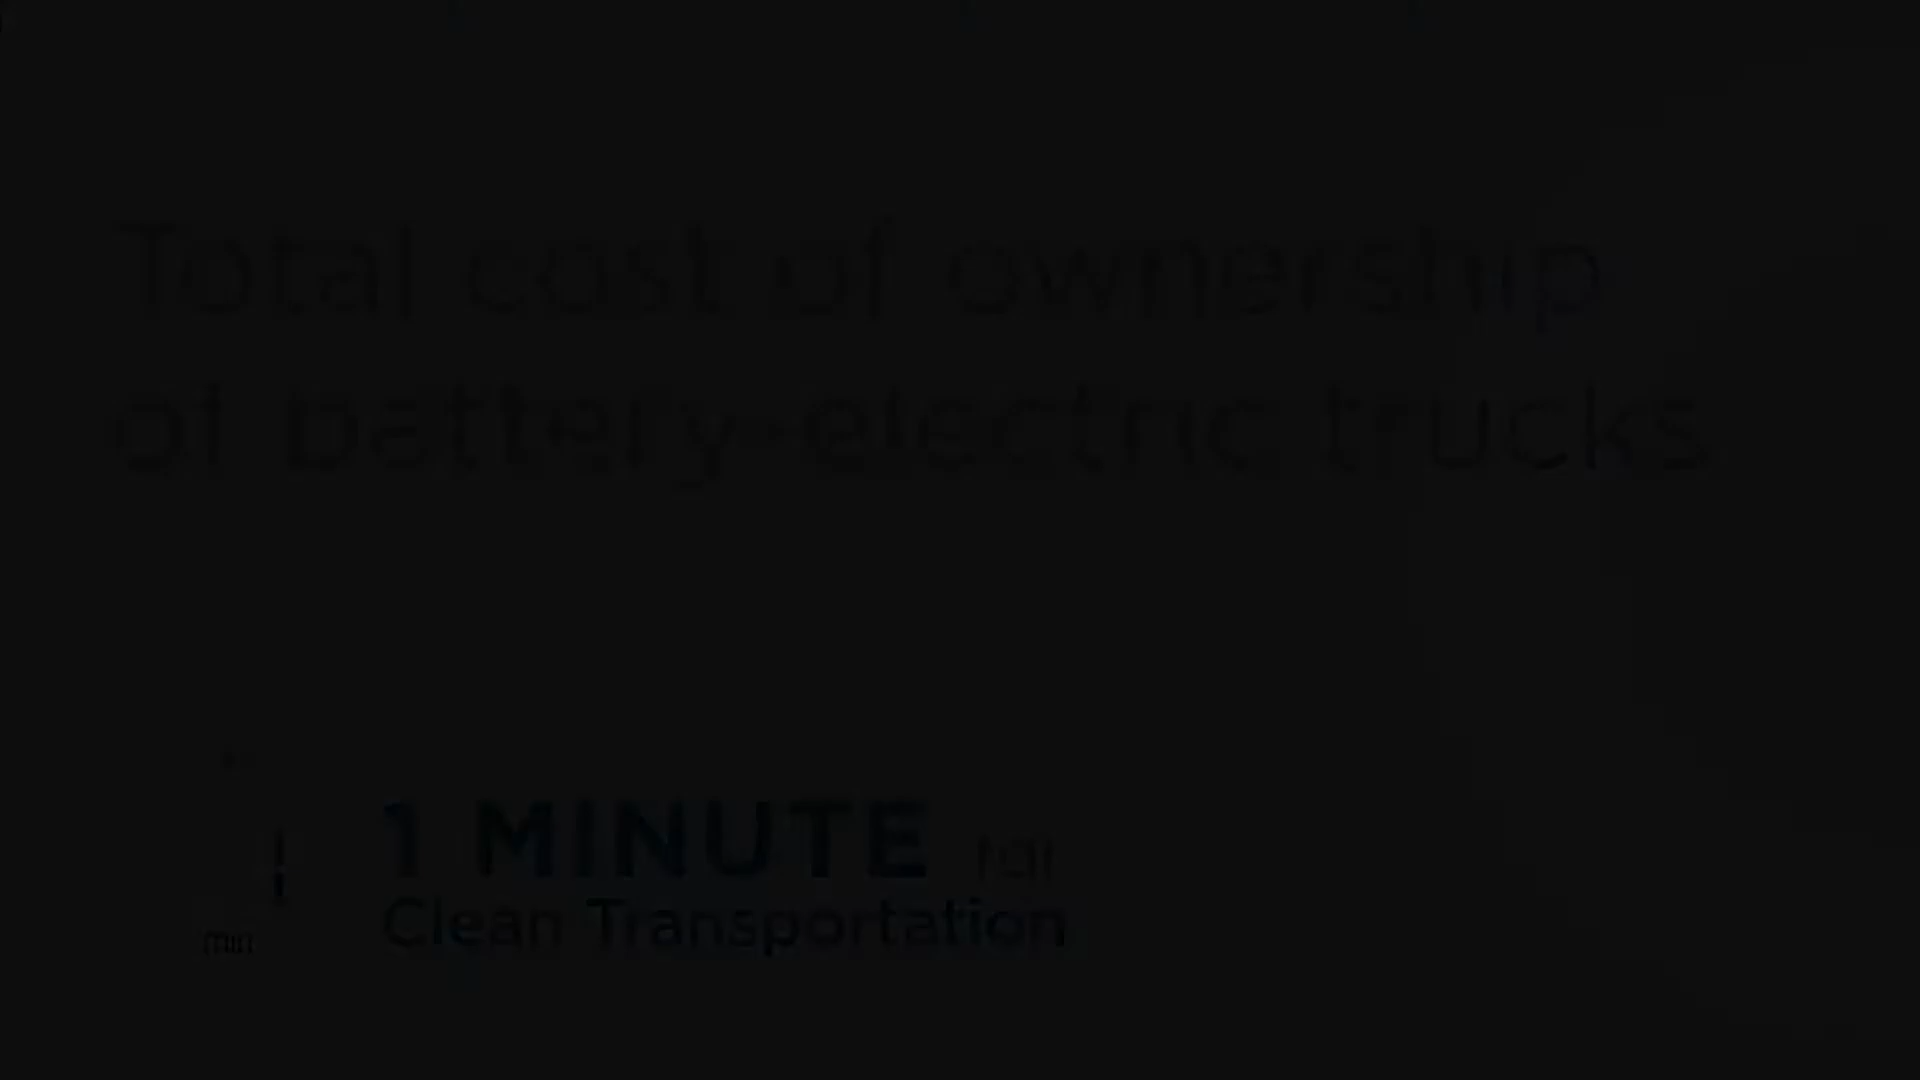 Total cost of ownership
of battery-electric trucks
1 MINUTE for
Clean Transportation
min